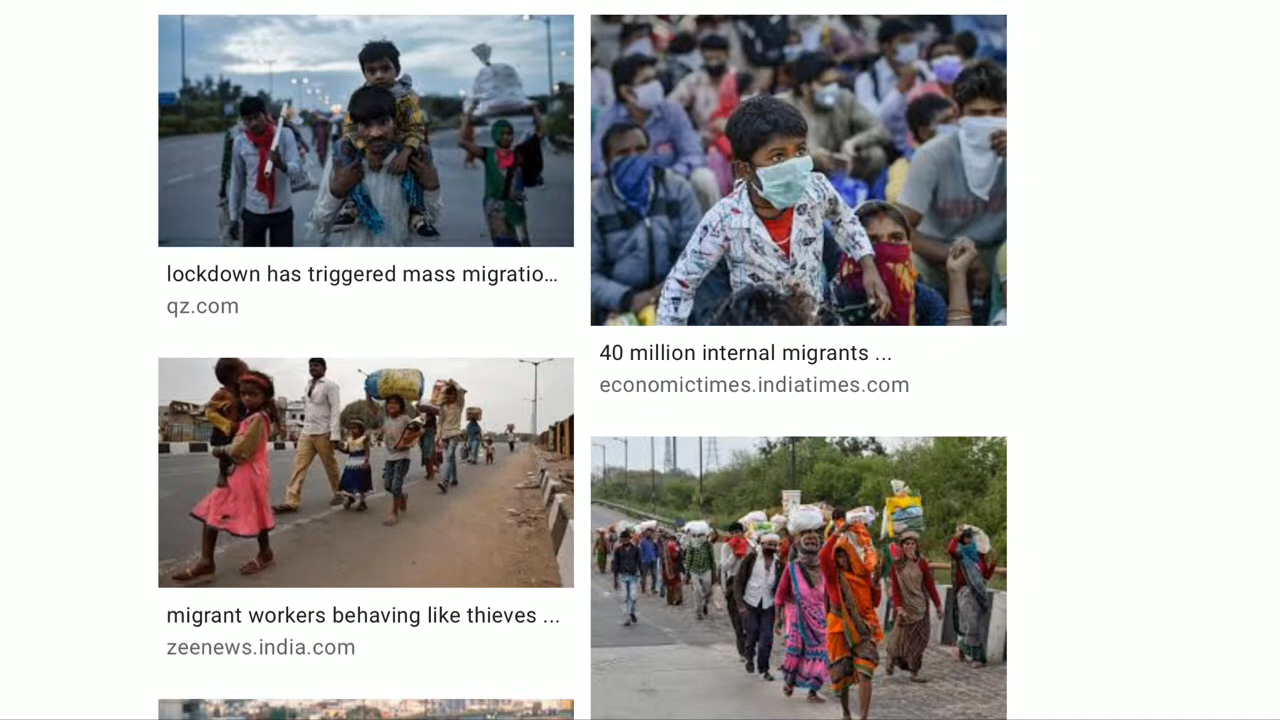 lockdown has triggered mass migratio...
qz.com
40 million internal migrants ...
economictimes.indiatimes.com
migrant workers behaving like thieves ...
zeenews.india.com